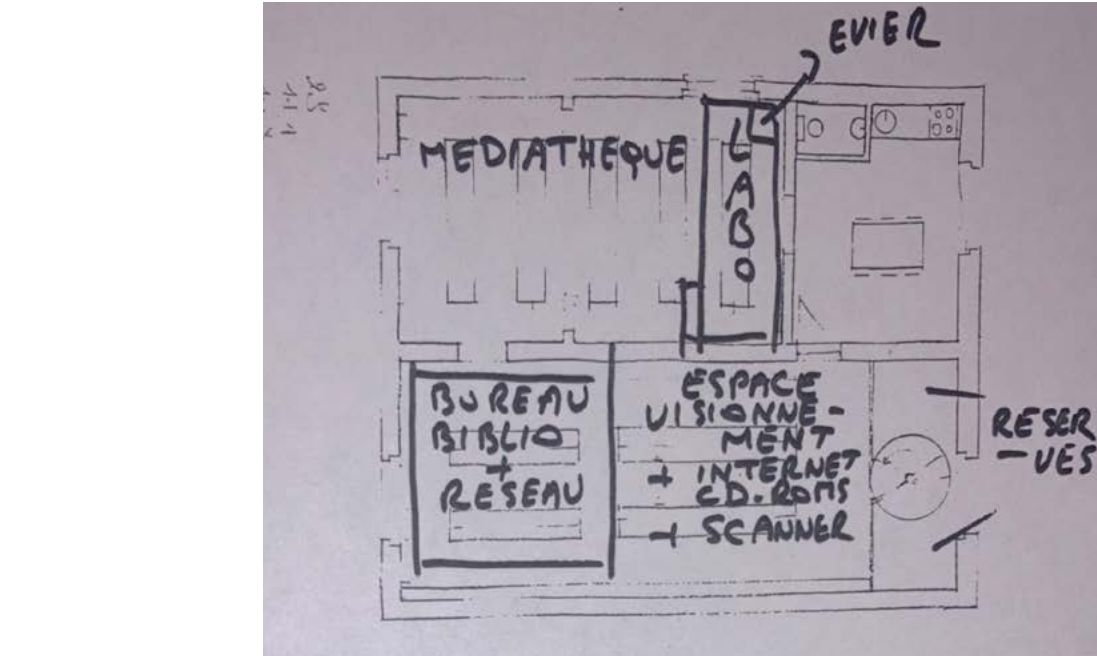 EVIER
MEDIATHEQUE
LABO
BUREAU
BIBLIO
+
RESEAU
ESPACE
VISIONNE-
MENT
+ INTERNET
CD. ROMS
+ SCANNER
RESER
-VES